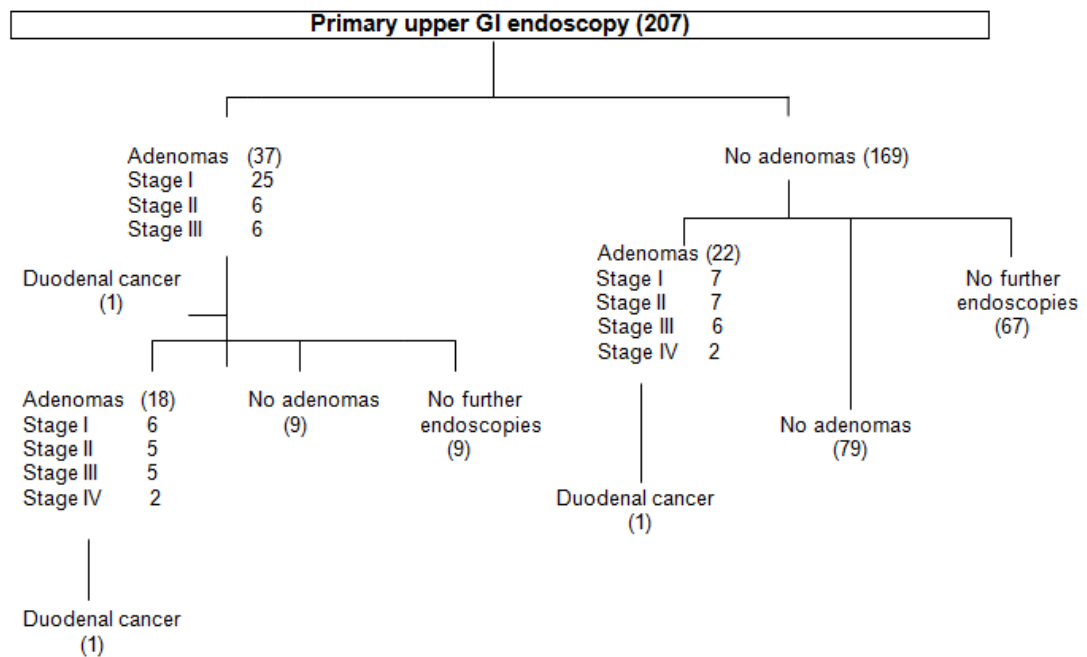 Primary upper GI endoscopy (207)
Adenomas (37)
Stage I 25
Stage II 6
Stage III 6
No adenomas (169)
Duodenal cancer
(1)
Adenomas (18)
Stage I 6
Stage II 5
Stage III 5
Stage IV 2
No adenomas
(9)
No further
endoscopies
(9)
Duodenal cancer
(1)
Adenomas (22)
Stage I 7
Stage II 7
Stage III 6
Stage IV 2
No adenomas
(79)
No further
endoscopies
(67)
Duodenal cancer
(1)